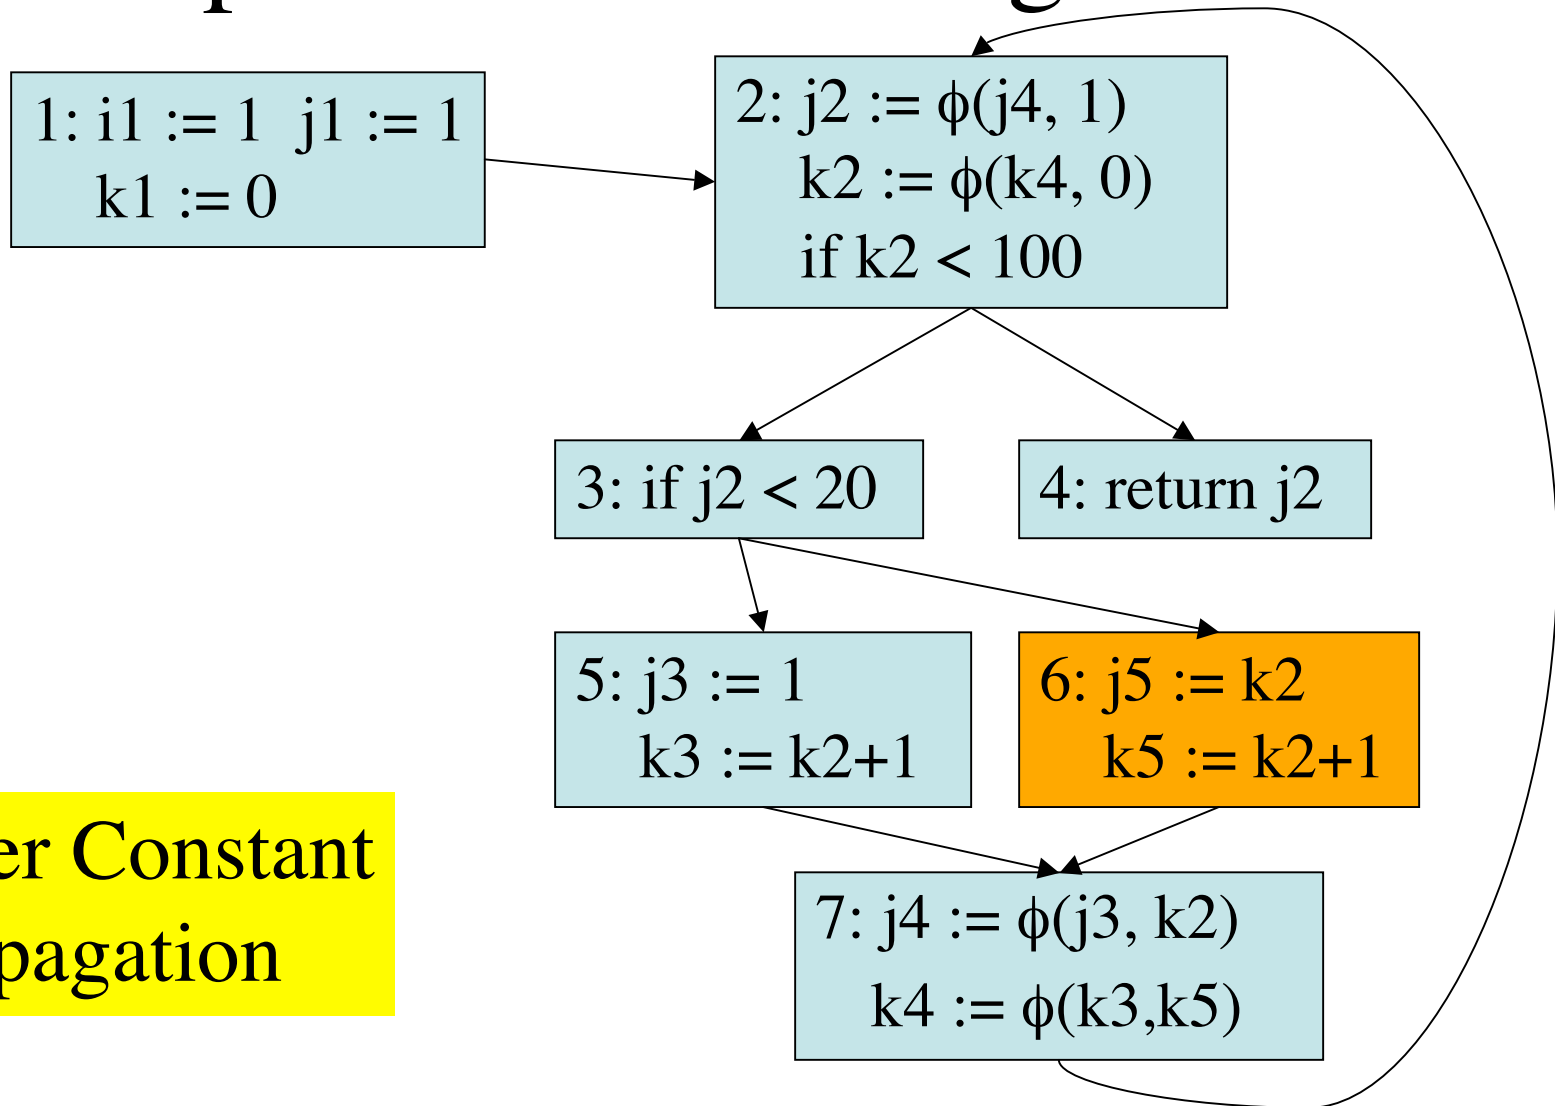 1: i1 := 1 j1 := 1
k1 := 0
2: j2 := ϕ(j4, 1)
k2 := ϕ(k4, 0)
if k2 < 100
3: if j2 < 20
4: return j2
5: j3 := 1
k3 := k2+1
6: j5 := k2
k5 := k2+1
er Constant
pagation
7: j4 := ϕ(j3, k2)
k4 := ϕ(k3,k5)